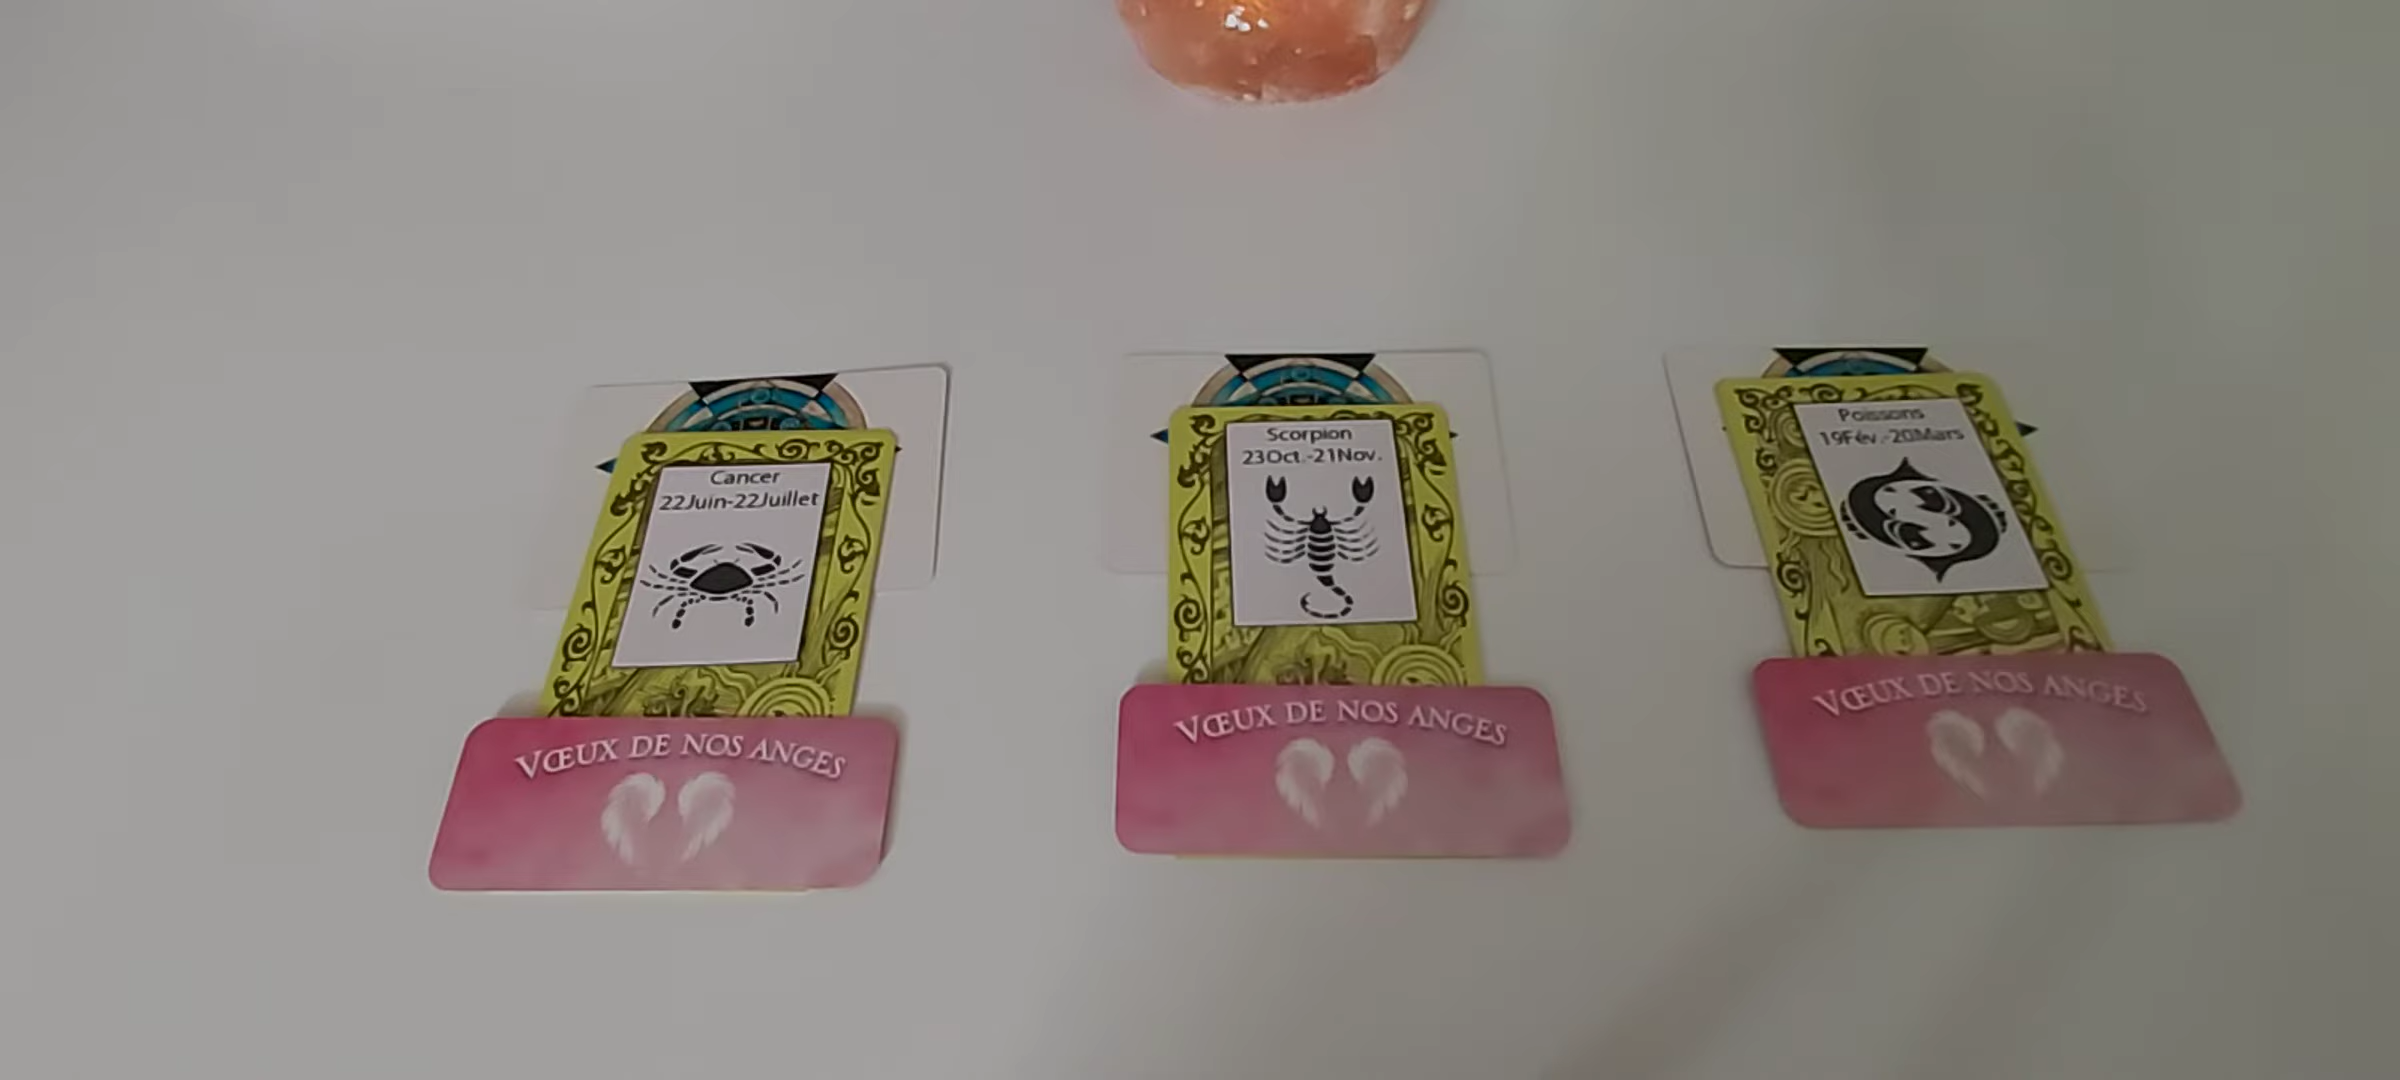 Cancer
22Juin-22Juillet
VŒUX DE NOS ANGES
Scorpion
23Oct.-21Nov.
VŒUX DE NOS ANGES
Poissons
19Fév.-20Mars
VŒUX DE NOS ANGES